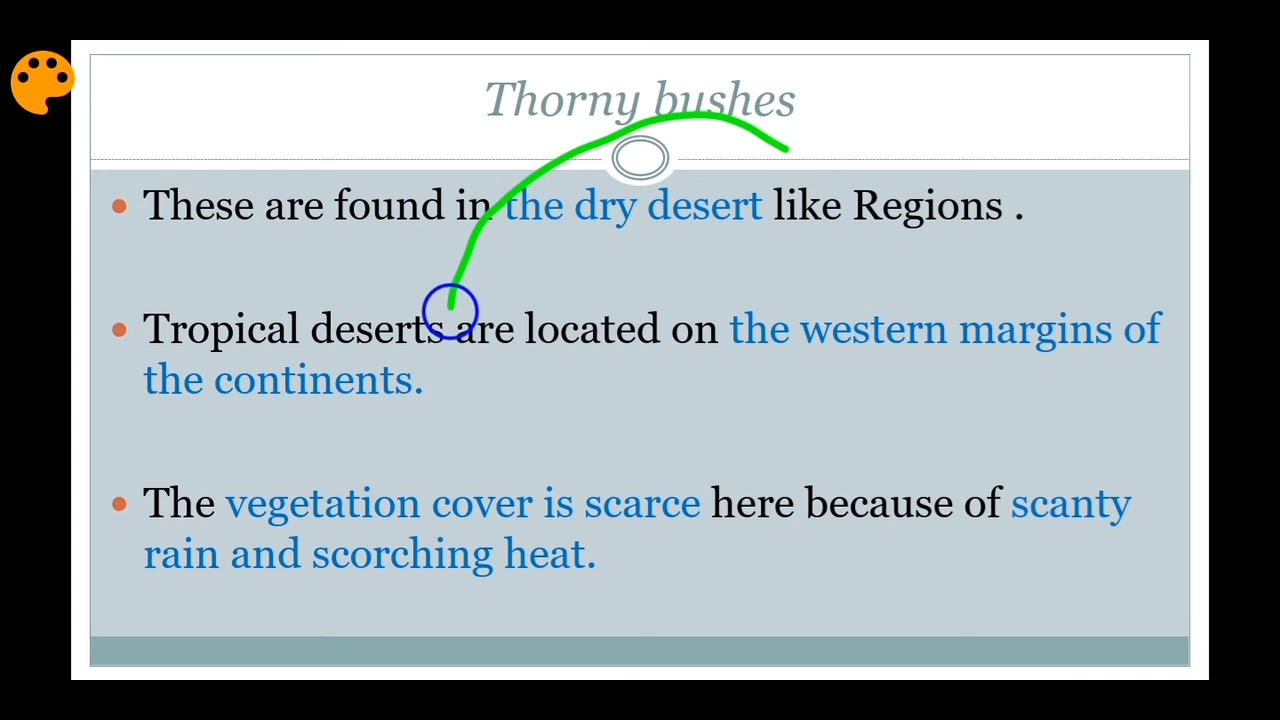 Thorny bushes
These are found in the dry desert like Regions .
Tropical deserts are located on the western margins of
the continents.
The vegetation cover is scarce here because of scanty
rain and scorching heat.